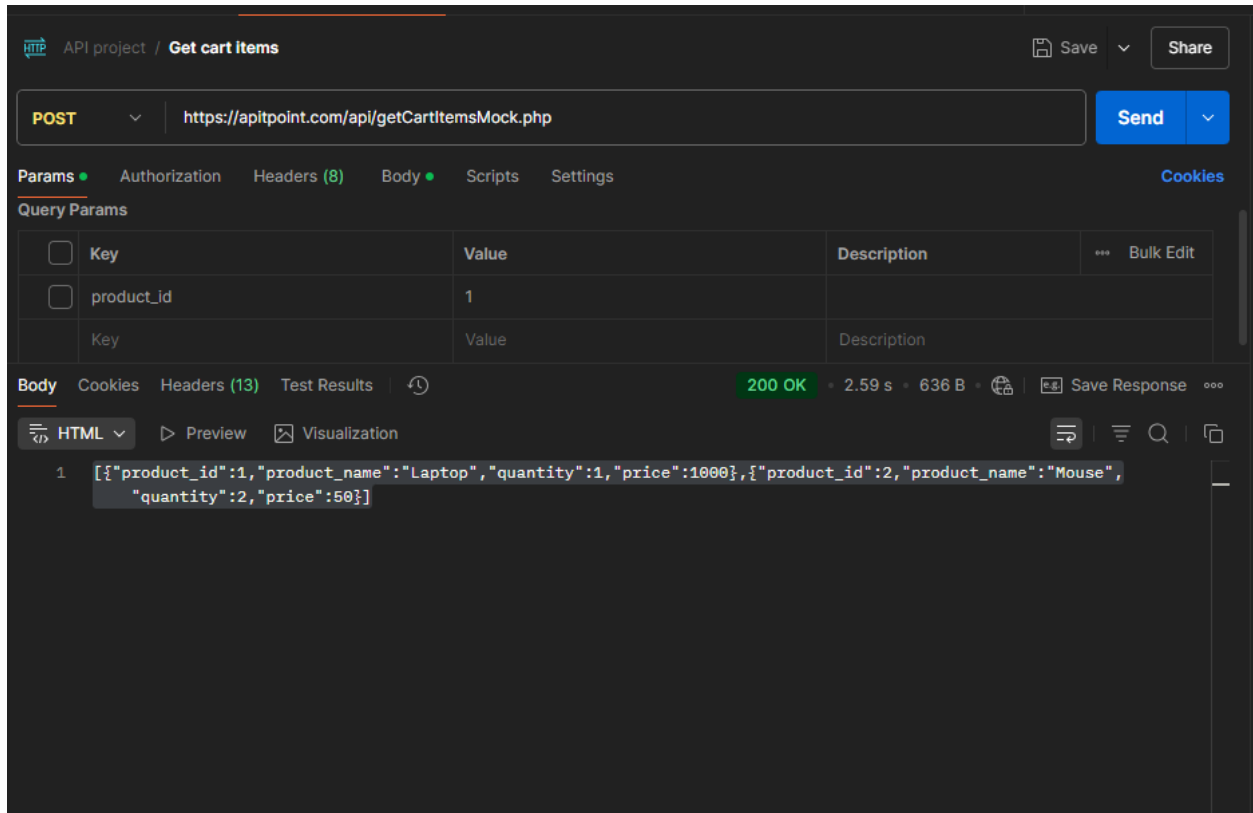 HTTP API project / Get cart items Save Share
POST https://apitpoint.com/api/getCartItemsMock.php Send
Params Authorization Headers (8) Body Scripts Settings Cookies
Query Params
Key Value Description Bulk Edit
product_id 1
Key Value Description
Body Cookies Headers (13) Test Results 200 OK 2.59 s 636 B e.g. Save Response
HTML Preview Visualization
1 [{"product_id":1,"product_name":"Laptop","quantity":1,"price":1000},{"product_id":2,"product_name":"Mouse",
"quantity":2,"price":50}]